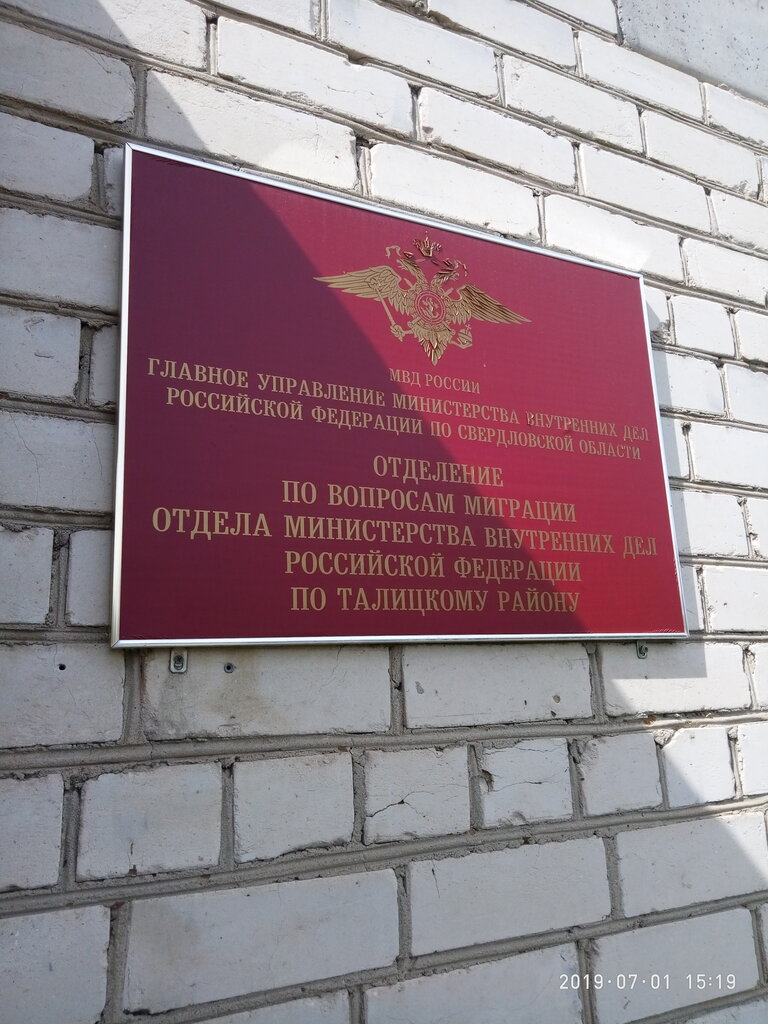 МВД РОССИИ
ГЛАВНОЕ УПРАВЛЕНИЕ МИНИСТЕРСТВА ВНУТРЕННИХ ДЕЛ
РОССИЙСКОЙ ФЕДЕРАЦИИ ПО СВЕРДЛОВСКОЙ ОБЛАСТИ
ОТДЕЛЕНИЕ
ПО ВОПРОСАМ МИГРАЦИИ
ОТДЕЛА МИНИСТЕРСТВА ВНУТРЕННИХ ДЕЛ
РОССИЙСКОЙ ФЕДЕРАЦИИ
ПО ТАЛИЦКОМУ РАЙОНУ
2019-07-01 15:19